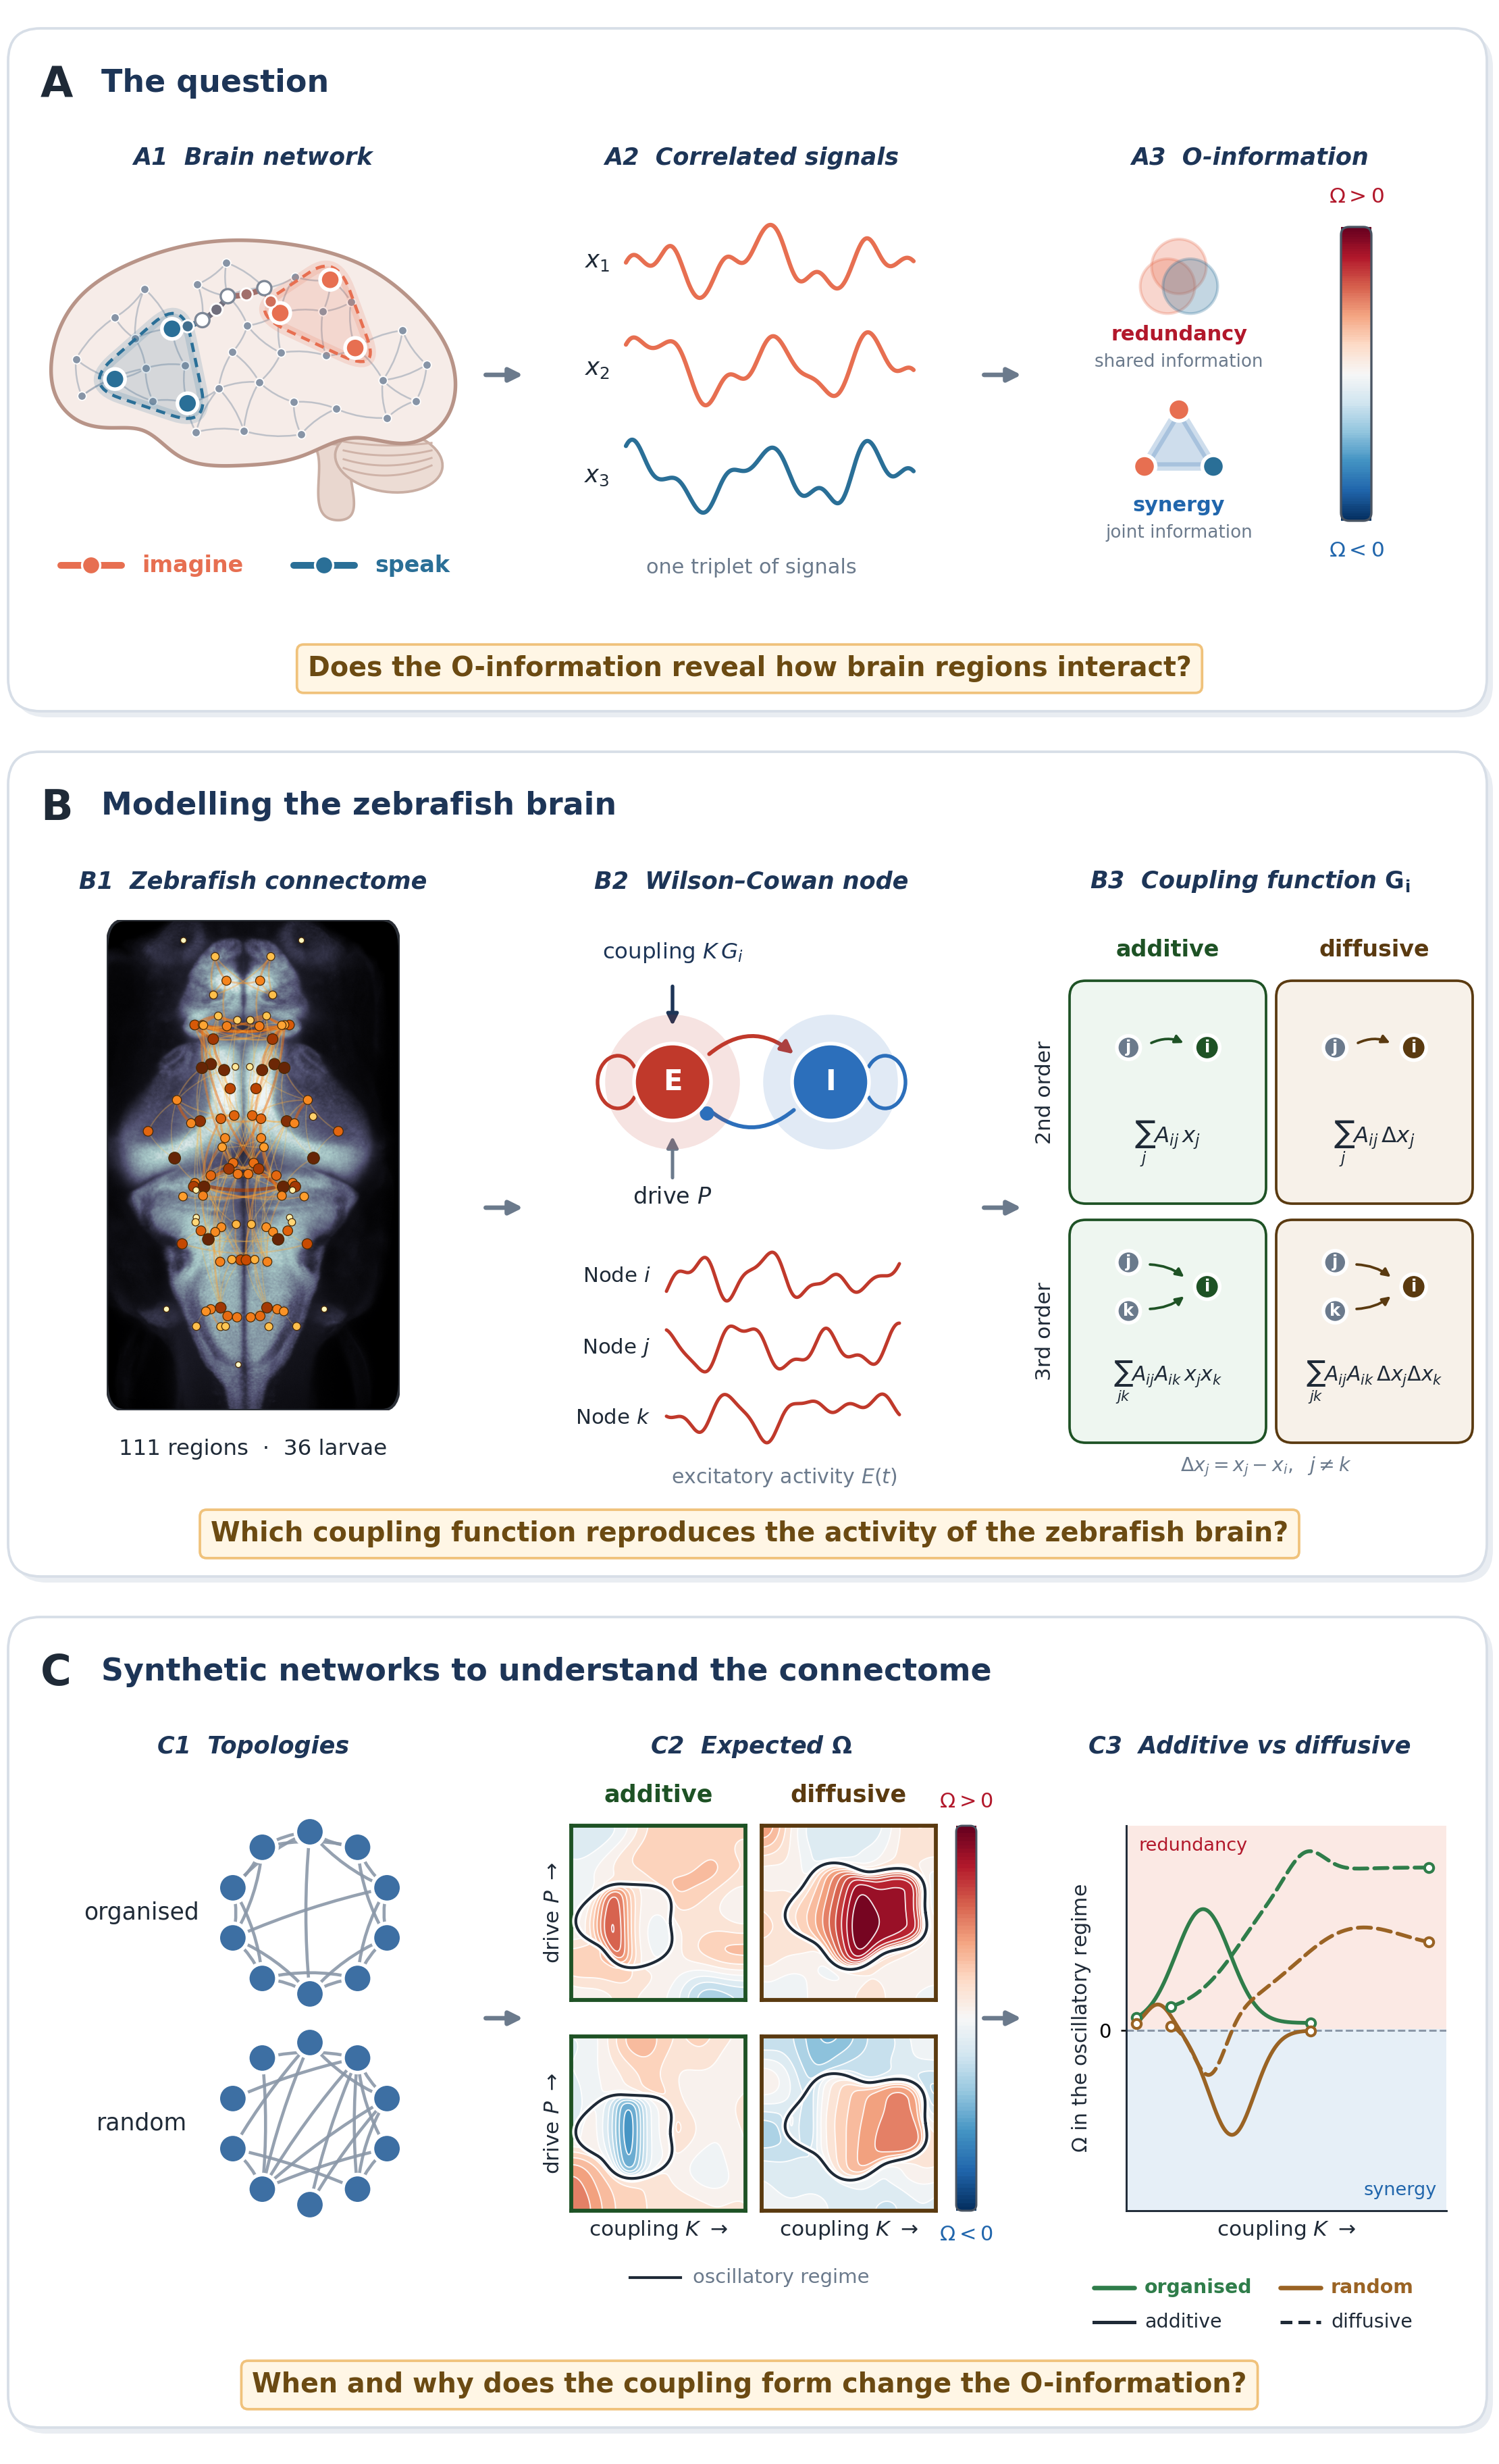 A The question
A1 Brain network
A2 Correlated signals
A3 O-information
Ω > 0
x₁
x₂
x₃
redundancy
shared information
synergy
joint information
Ω < 0
imagine
speak
one triplet of signals
Does the O-information reveal how brain regions interact?
B Modelling the zebrafish brain
B1 Zebrafish connectome
B2 Wilson–Cowan node
B3 Coupling function Gᵢ
111 regions · 36 larvae
coupling K Gᵢ
E
I
drive P
Node i
Node j
Node k
excitatory activity E(t)
additive
diffusive
2nd order
j
i
∑ⱼ Aᵢⱼ xⱼ
j
i
∑ⱼ Aᵢⱼ Δxⱼ
3rd order
j
k
i
∑ⱼₖ AᵢⱼAᵢₖ xⱼxₖ
j
k
i
∑ⱼₖ AᵢⱼAᵢₖ ΔxⱼΔxₖ
Δxⱼ = xⱼ − xᵢ, j ≠ k
Which coupling function reproduces the activity of the zebrafish brain?
C Synthetic networks to understand the connectome
C1 Topologies
C2 Expected Ω
C3 Additive vs diffusive
organised
random
additive
diffusive
Ω > 0
drive P →
drive P →
coupling K →
coupling K →
Ω < 0
oscillatory regime
redundancy
Ω in the oscillatory regime
0
synergy
coupling K →
organised
random
additive
diffusive
When and why does the coupling form change the O-information?